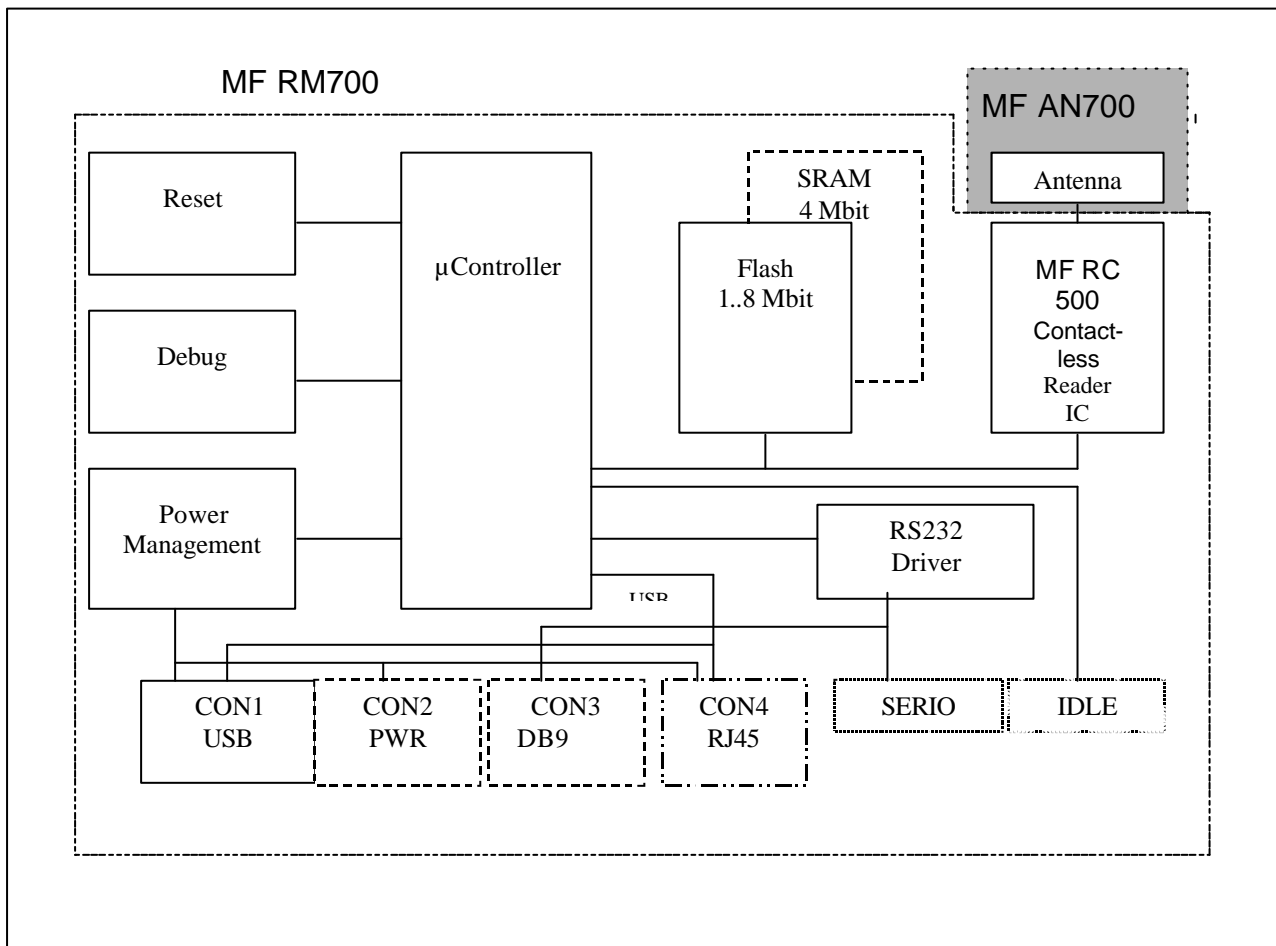 MF RM700
MF AN700
Antenna
Reset
µController
SRAM
4 Mbit
Flash
1..8 Mbit
MF RC
500
Contact-
less
Reader
IC
Debug
Power
Management
RS232
Driver
USB
CON1
USB
CON2
PWR
CON3
DB9
CON4
RJ45
SERIO
IDLE